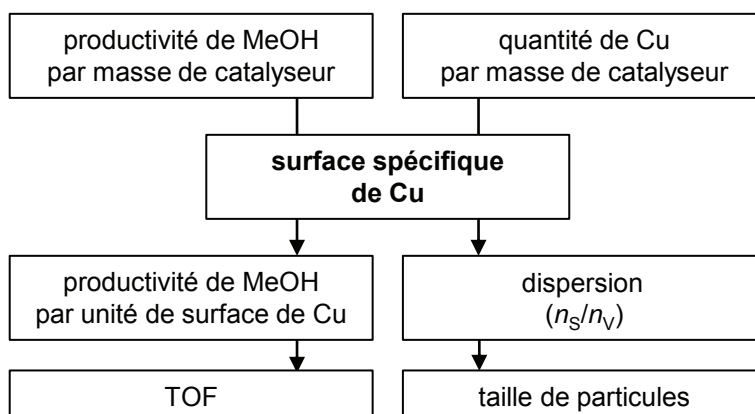 productivité de MeOH
par masse de catalyseur
quantité de Cu
par masse de catalyseur
surface spécifique
de Cu
productivité de MeOH
par unité de surface de Cu
dispersion
(nS/nV)
TOF
taille de particules